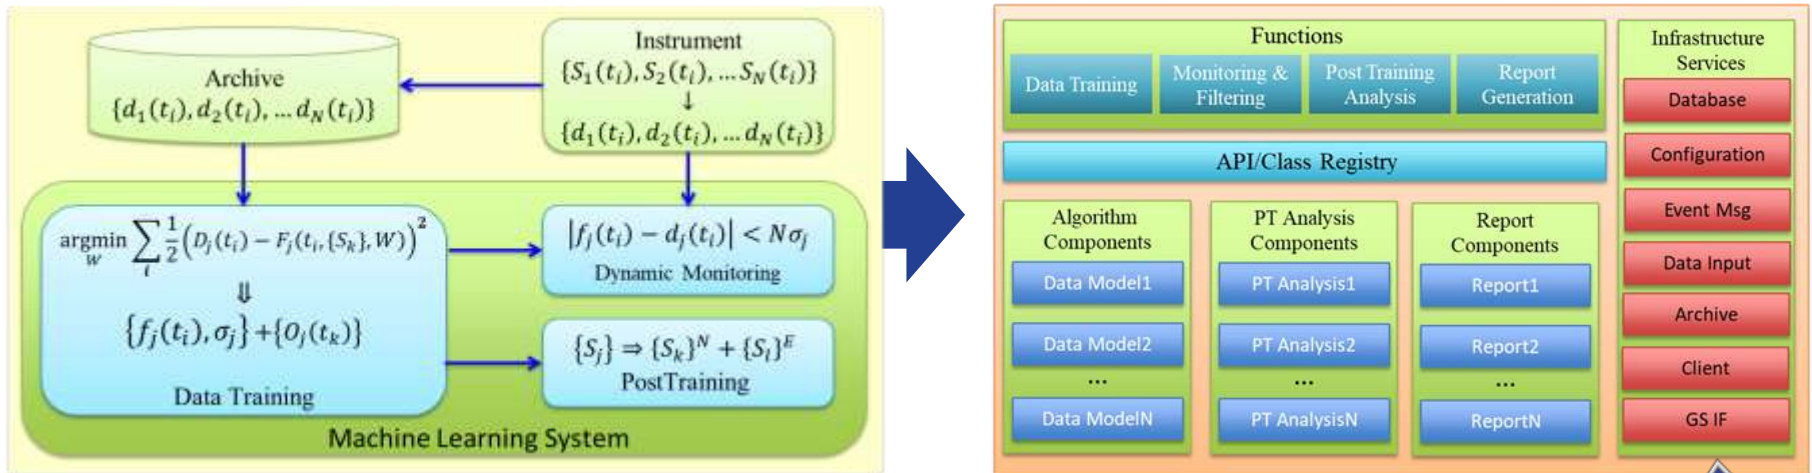 Archive
{d₁(tᵢ), d₂(tᵢ), ... d_N(tᵢ)}
Instrument
{S₁(tᵢ), S₂(tᵢ), ... S_N(tᵢ)}
↓
{d₁(tᵢ), d₂(tᵢ), ... d_N(tᵢ)}
argmin_W ∑ᵢ ½(Dⱼ(tᵢ) − Fⱼ(tᵢ, {Sₖ}, W))²
⇓
{fⱼ(tᵢ), σⱼ} + {Oⱼ(tₖ)}
Data Training
|fⱼ(tᵢ) − dⱼ(tᵢ)| < Nσⱼ
Dynamic Monitoring
{Sⱼ} ⇒ {Sₖ}ᴺ + {Sₗ}ᴱ
PostTraining
Machine Learning System
Functions
Data Training
Monitoring &
Filtering
Post Training
Analysis
Report
Generation
API/Class Registry
Algorithm
Components
Data Model1
Data Model2
...
Data ModelN
PT Analysis
Components
PT Analysis1
PT Analysis2
...
PT AnalysisN
Report
Components
Report1
Report2
...
ReportN
Infrastructure
Services
Database
Configuration
Event Msg
Data Input
Archive
Client
GS IF